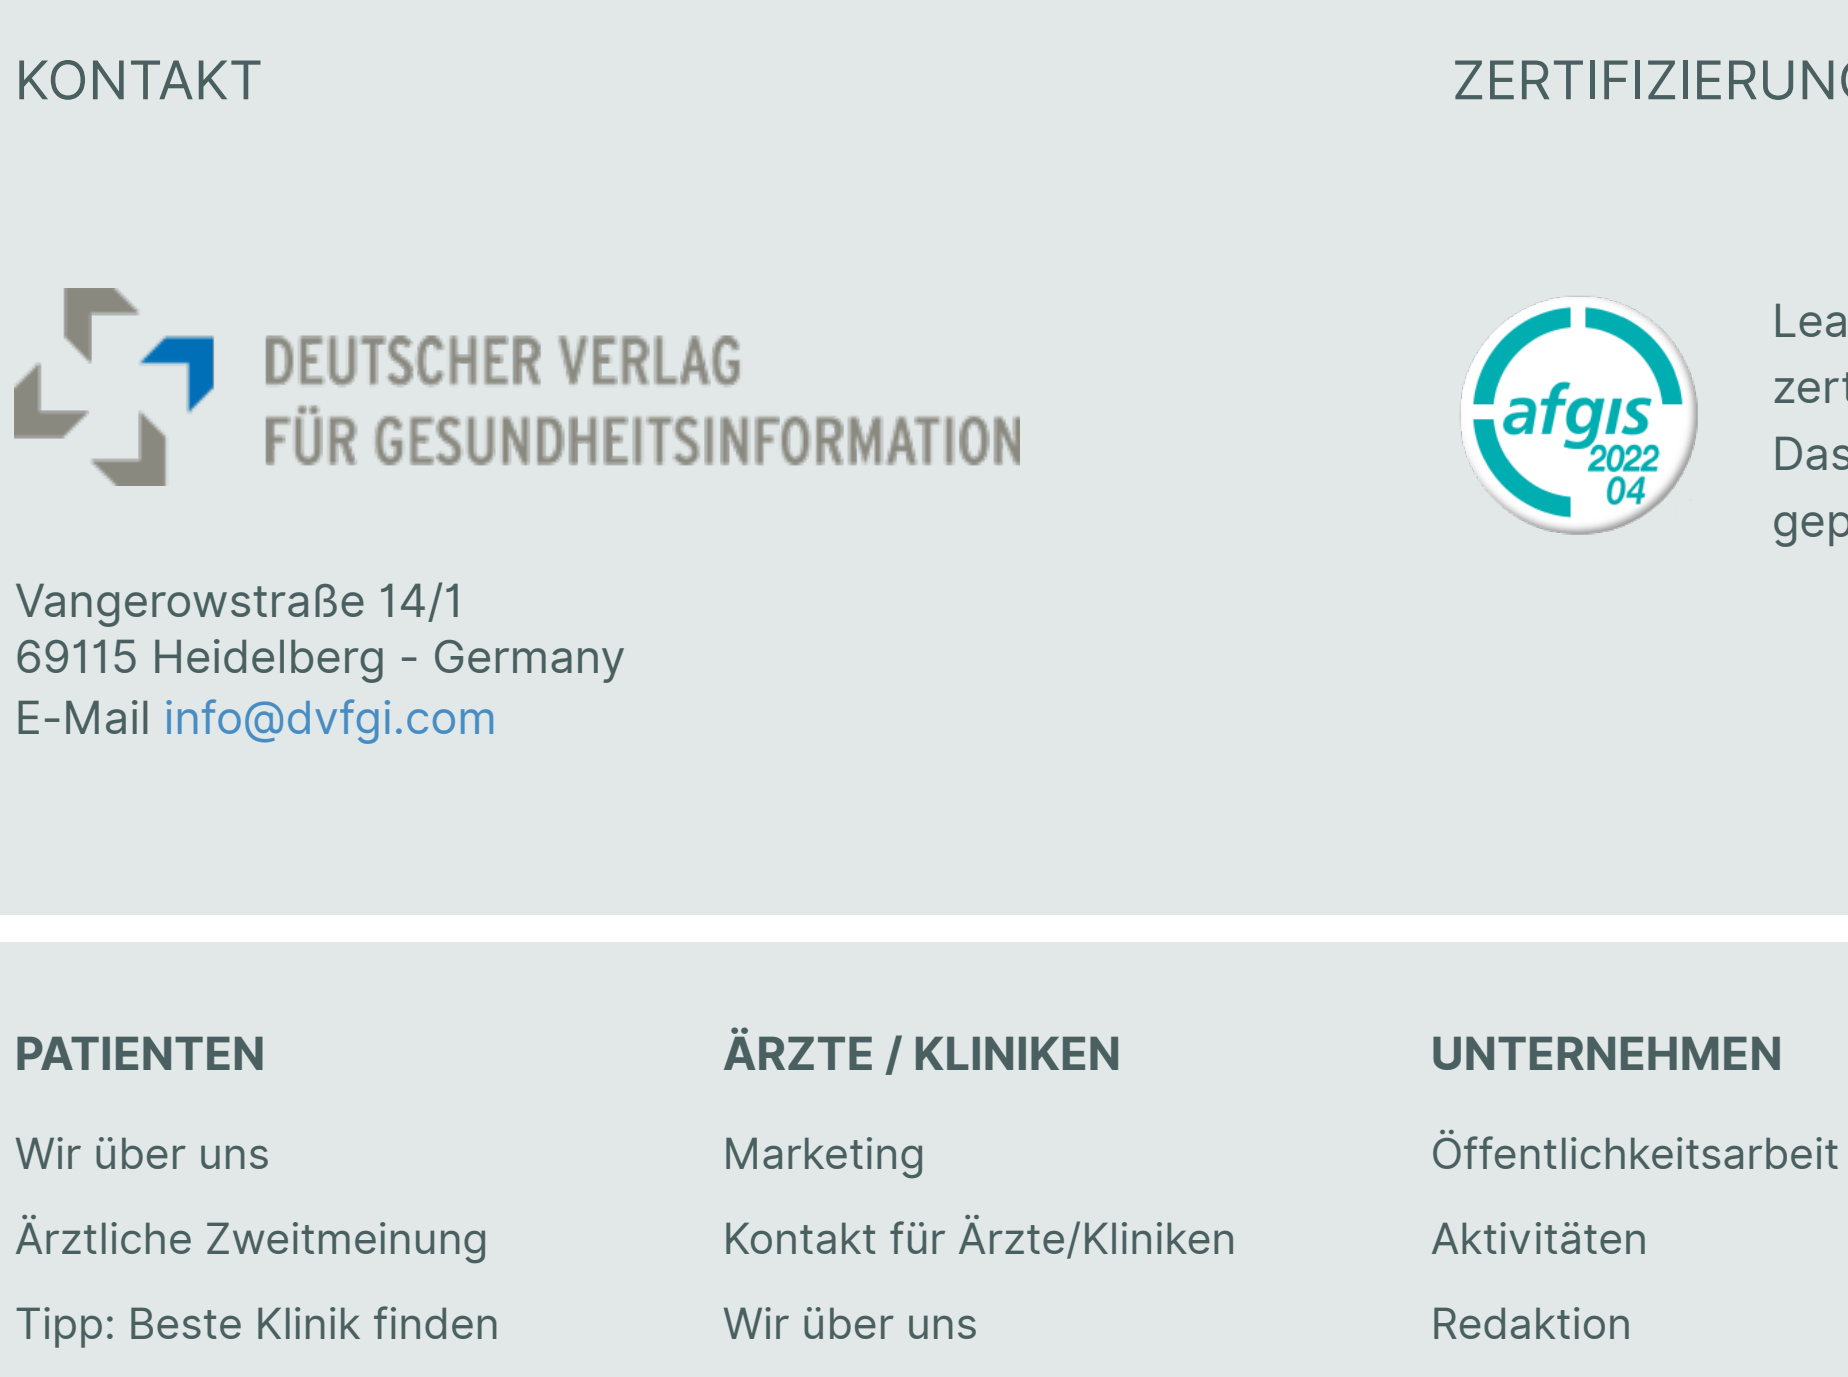 KONTAKT
DEUTSCHER VERLAG
FÜR GESUNDHEITSINFORMATION
Vangerowstraße 14/1
69115 Heidelberg - Germany
E-Mail info@dvfgi.com
ZERTIFIZIERUNG
afgıs
2022
04
Lea
zert
Das
gep
PATIENTEN
Wir über uns
Ärztliche Zweitmeinung
Tipp: Beste Klinik finden
ÄRZTE / KLINIKEN
Marketing
Kontakt für Ärzte/Kliniken
Wir über uns
UNTERNEHMEN
Öffentlichkeitsarbeit
Aktivitäten
Redaktion